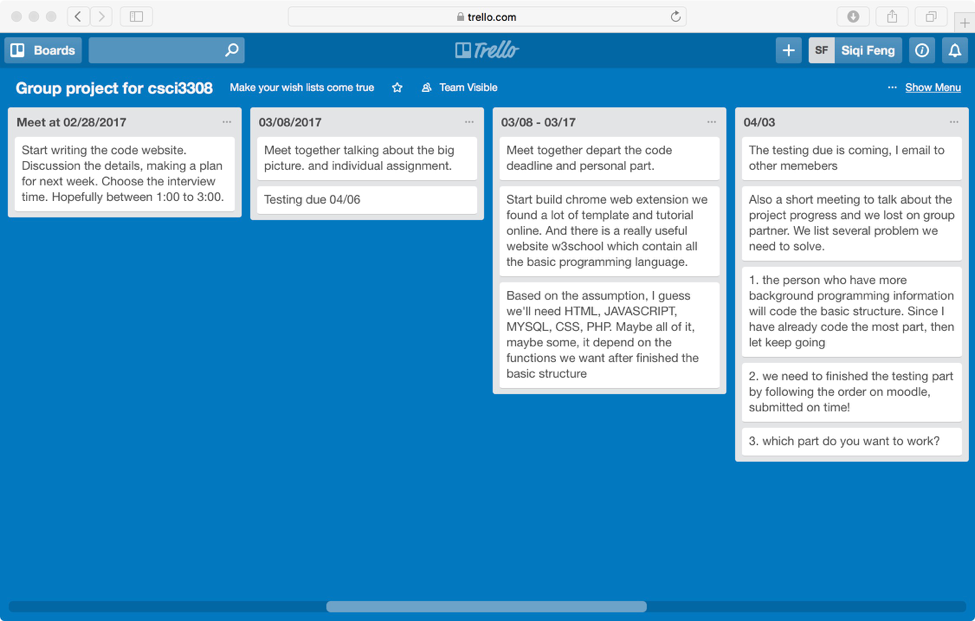 trello.com
Boards
Trello
SF Siqi Feng
Group project for csci3308
Make your wish lists come true
Team Visible
... Show Menu
Meet at 02/28/2017
Start writing the code website.
Discussion the details, making a plan
for next week. Choose the interview
time. Hopefully between 1:00 to 3:00.
03/08/2017
Meet together talking about the big
picture. and individual assignment.
Testing due 04/06
03/08 - 03/17
Meet together depart the code
deadline and personal part.
Start build chrome web extension we
found a lot of template and tutorial
online. And there is a really useful
website w3school which contain all
the basic programming language.
Based on the assumption, I guess
we'll need HTML, JAVASCRIPT,
MYSQL, CSS, PHP. Maybe all of it,
maybe some, it depend on the
functions we want after finished the
basic structure
04/03
The testing due is coming, I email to
other memebers
Also a short meeting to talk about the
project progress and we lost on group
partner. We list several problem we
need to solve.
1. the person who have more
background programming information
will code the basic structure. Since I
have already code the most part, then
let keep going
2. we need to finished the testing part
by following the order on moodle,
submitted on time!
3. which part do you want to work?